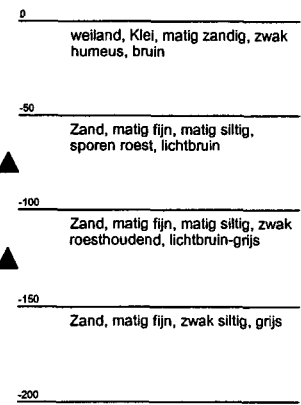 0
weiland, Klei, matig zandig, zwak
humeus, bruin
-50
Zand, matig fijn, matig siltig,
sporen roest, lichtbruin
-100
Zand, matig fijn, matig siltig, zwak
roesthoudend, lichtbruin-grijs
-150
Zand, matig fijn, zwak siltig, grijs
-200